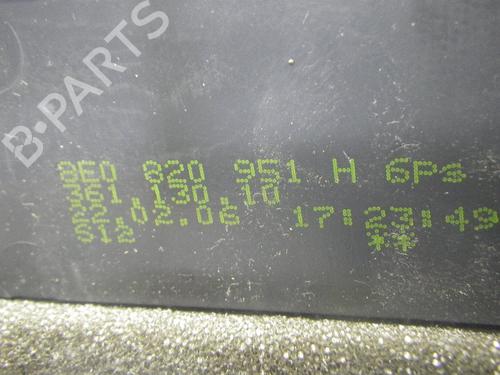 B-PARTS
8E0 820 951 H 6Ps
361.130.10
22.02.06 17:23:49
S12 **